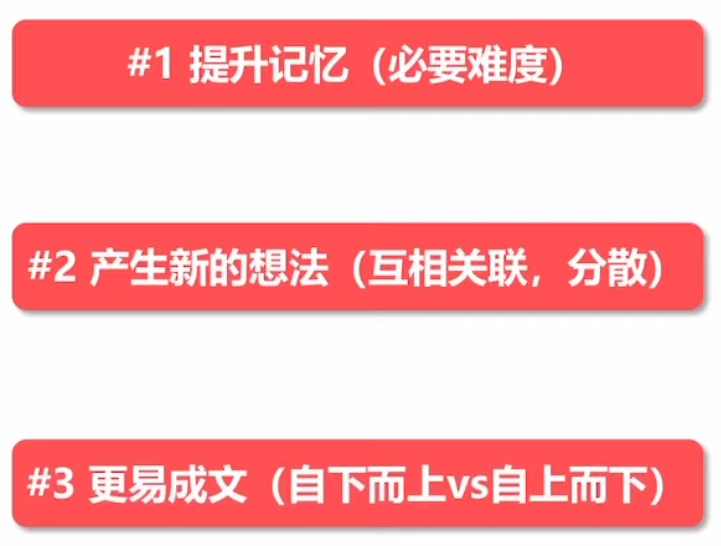 #1 提升记忆（必要难度）
#2 产生新的想法（互相关联，分散）
#3 更易成文（自下而上vs自上而下）